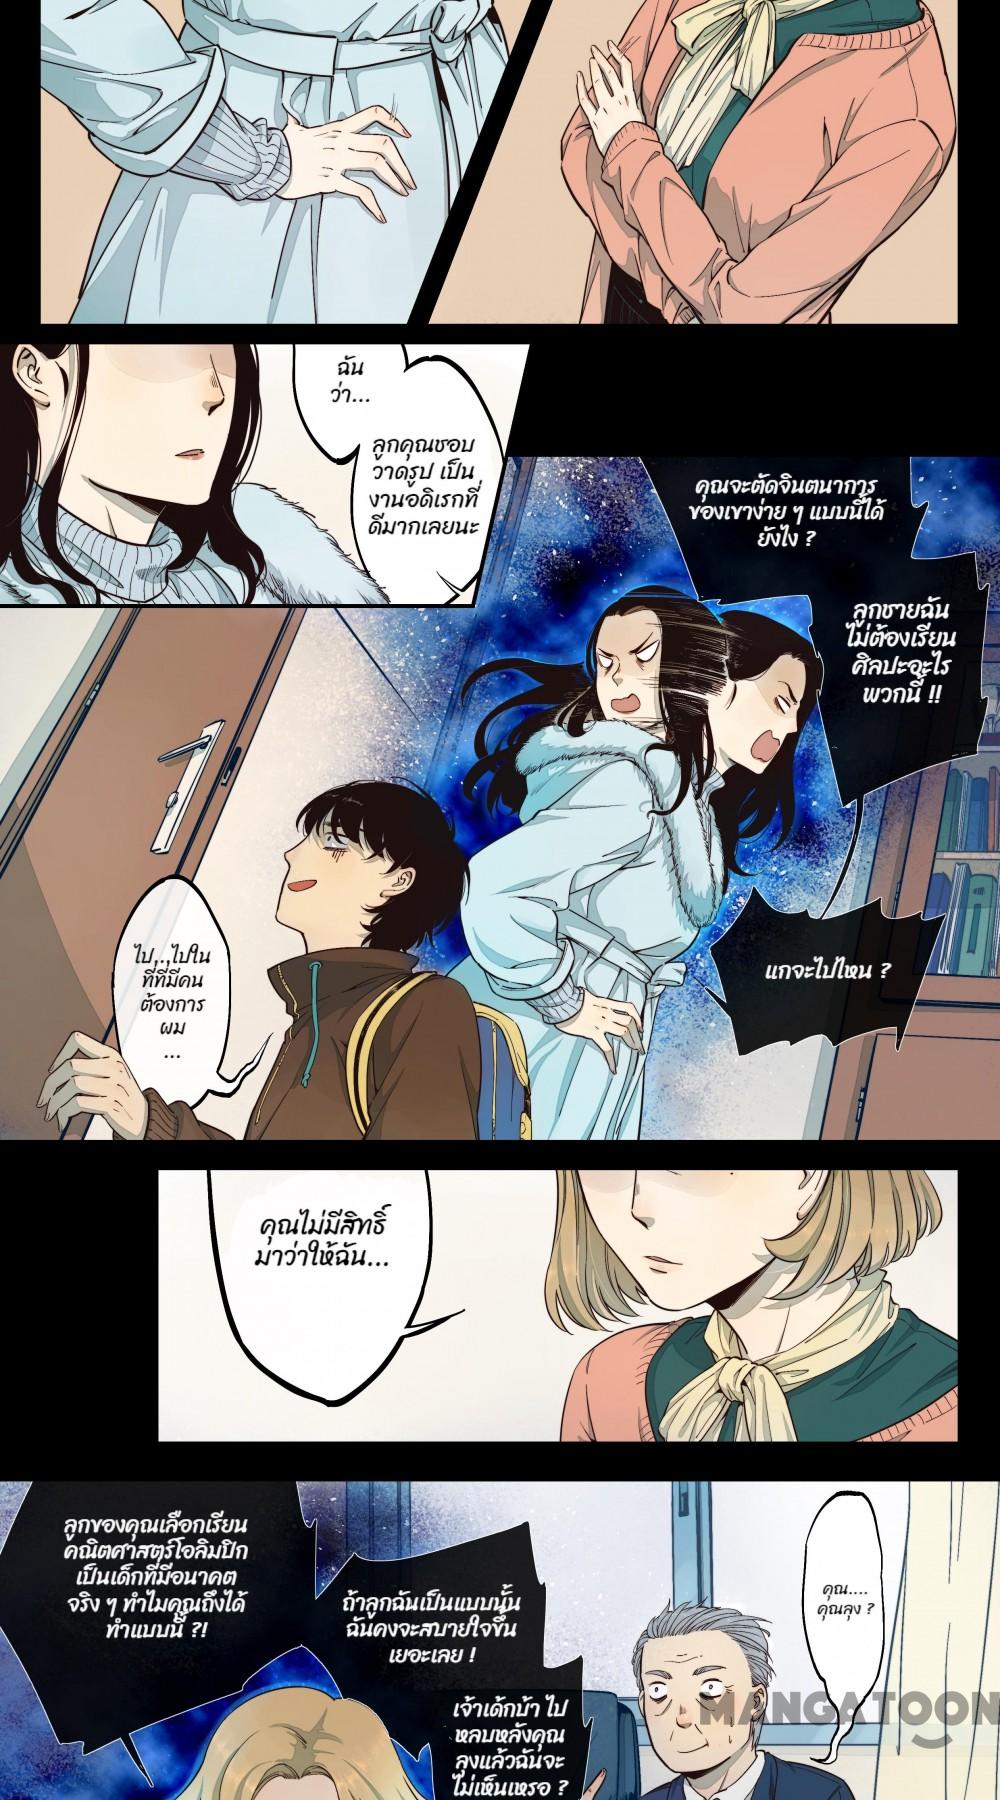 ฉัน
ว่า...
ลูกคุณชอบ
วาดรูป เป็น
งานอดิเรกที่
ดีมากเลยนะ
คุณจะตัดจินตนาการ
ของเขาง่าย ๆ แบบนี้ได้
ยังไง ?
ลูกชายฉัน
ไม่ต้องเรียน
ศิลปะอะไร
พวกนี้ !!
แกจะไปไหน ?
ไป...ไปใน
ที่ที่มีคน
ต้องการ
ผม
...
คุณไม่มีสิทธิ์
มาว่าให้ฉัน...
ลูกของคุณเลือกเรียน
คณิตศาสตร์โอลิมปิก
เป็นเด็กที่มีอนาคต
จริง ๆ ทำไมคุณถึงได้
ทำแบบนี้ ?!
ถ้าลูกฉันเป็นแบบนั้น
ฉันคงจะสบายใจขึ้น
เยอะเลย !
คุณ....
คุณลุง ?
เจ้าเด็กบ้า ไป
หลบหลังคุณ
ลุงแล้วฉันจะ
ไม่เห็นเหรอ ?
MANGATOON